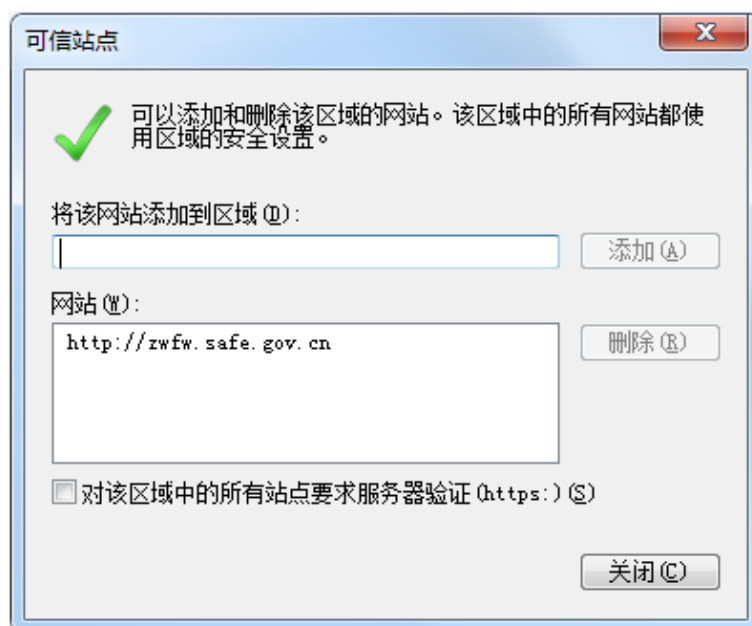 可信站点
可以添加和删除该区域的网站。该区域中的所有网站都使
用区域的安全设置。
将该网站添加到区域(D):
添加(A)
网站(W):
http://zwfw.safe.gov.cn
删除(R)
对该区域中的所有站点要求服务器验证(https:)(S)
关闭(C)